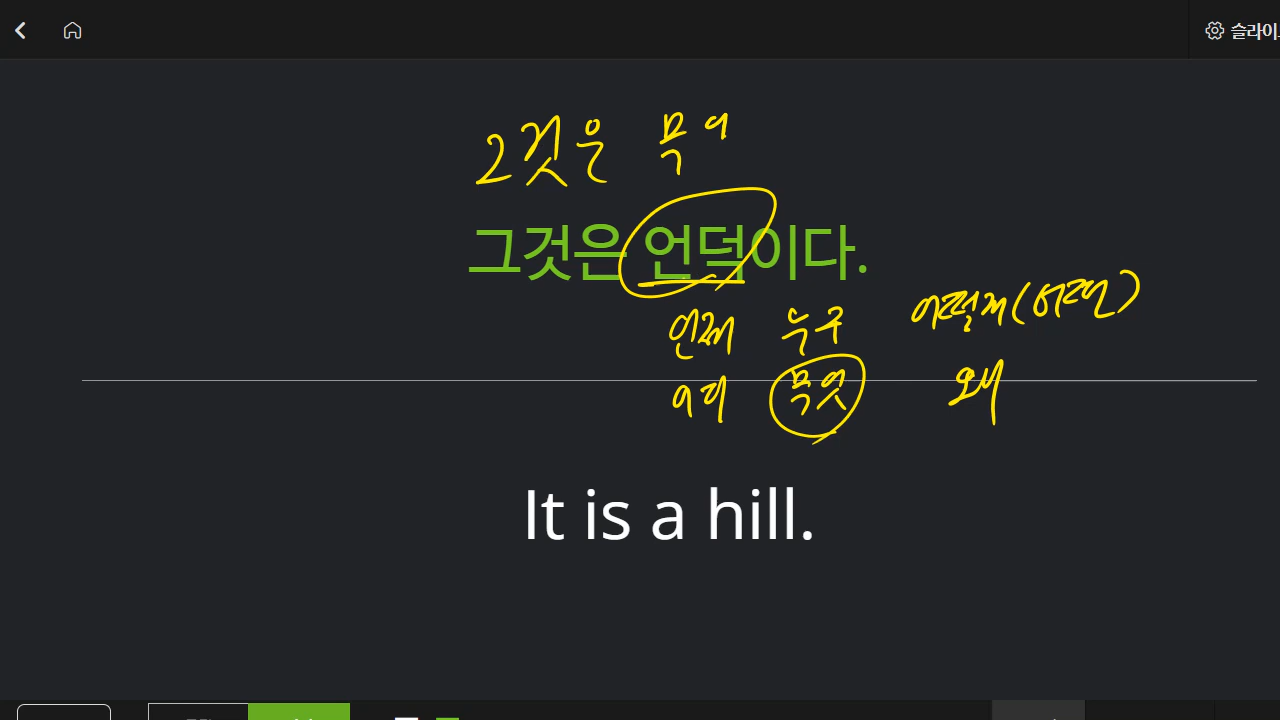 슬라이
그것은 무어
그것은 언덕이다.
언제 누구 어떻게(어떤)
어디 무엇 왜
It is a hill.